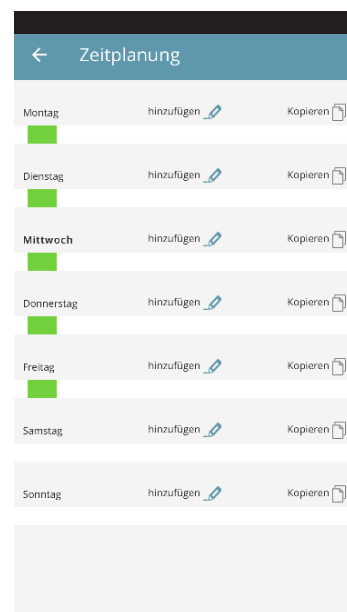 Zeitplanung
Montag hinzufügen Kopieren
Dienstag hinzufügen Kopieren
Mittwoch hinzufügen Kopieren
Donnerstag hinzufügen Kopieren
Freitag hinzufügen Kopieren
Samstag hinzufügen Kopieren
Sonntag hinzufügen Kopieren